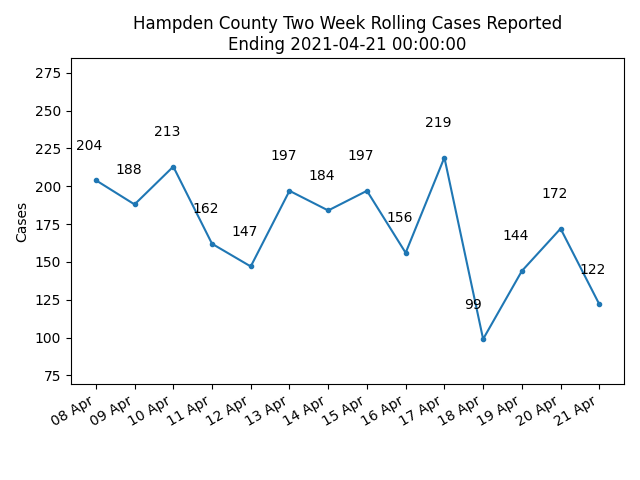 Hampden County Two Week Rolling Cases Reported
Ending 2021-04-21 00:00:00
Cases
275
250
225
200
175
150
125
100
75
204
188
213
162
147
197
184
197
156
219
99
144
172
122
08 Apr
09 Apr
10 Apr
11 Apr
12 Apr
13 Apr
14 Apr
15 Apr
16 Apr
17 Apr
18 Apr
19 Apr
20 Apr
21 Apr